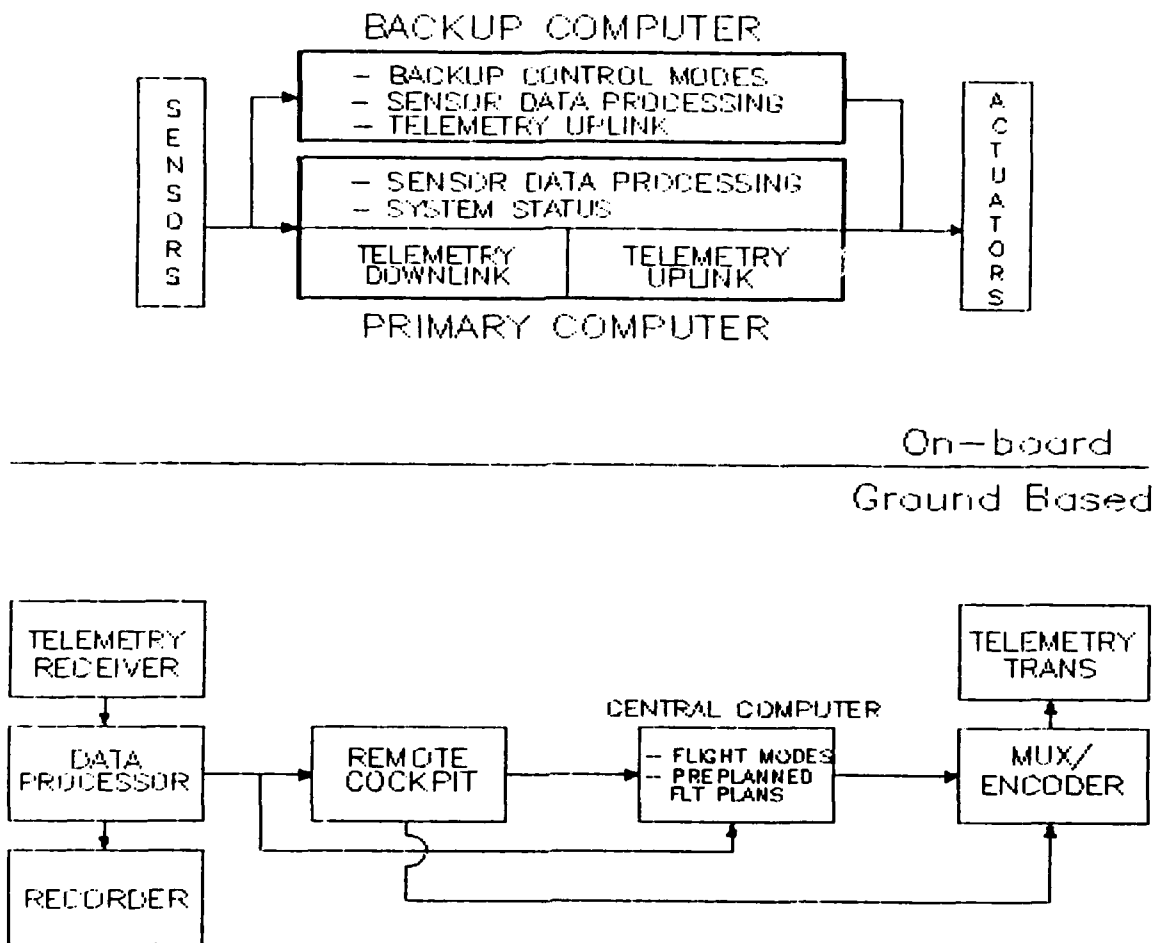 BACKUP COMPUTER
SENSORS
- BACKUP CONTROL MODES
- SENSOR DATA PROCESSING
- TELEMETRY UPLINK
ACTUATORS
- SENSOR DATA PROCESSING
- SYSTEM STATUS
TELEMETRY
DOWNLINK
TELEMETRY
UPLINK
PRIMARY COMPUTER
On-board
Ground Based
TELEMETRY
RECEIVER
TELEMETRY
TRANS
CENTRAL COMPUTER
DATA
PROCESSOR
REMOTE
COCKPIT
- FLIGHT MODES
- PREPLANNED
FLT PLANS
MUX/
ENCODER
RECORDER